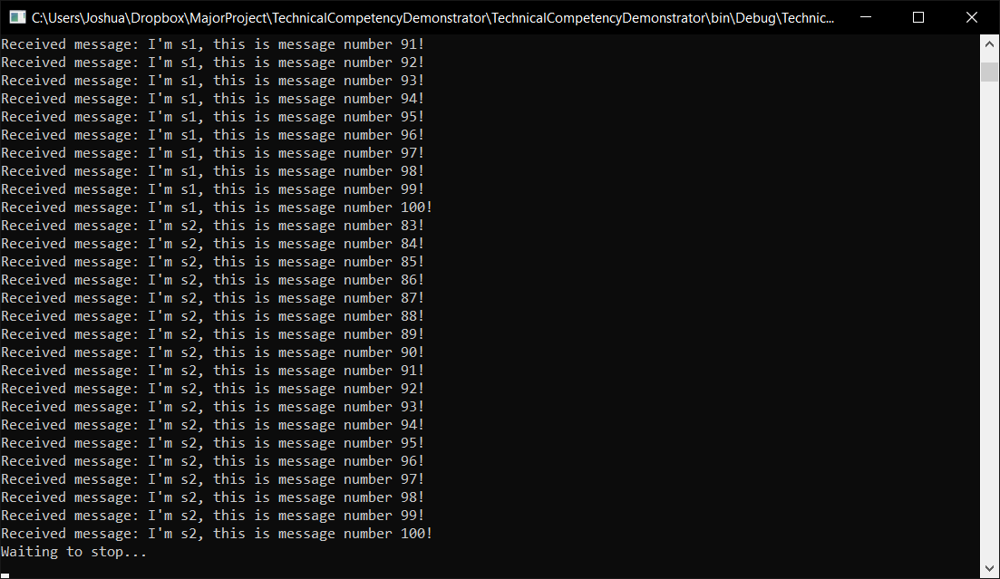 C:\Users\Joshua\Dropbox\MajorProject\TechnicalCompetencyDemonstrator\TechnicalCompetencyDemonstrator\bin\Debug\Technic...
Received message: I'm s1, this is message number 91!
Received message: I'm s1, this is message number 92!
Received message: I'm s1, this is message number 93!
Received message: I'm s1, this is message number 94!
Received message: I'm s1, this is message number 95!
Received message: I'm s1, this is message number 96!
Received message: I'm s1, this is message number 97!
Received message: I'm s1, this is message number 98!
Received message: I'm s1, this is message number 99!
Received message: I'm s1, this is message number 100!
Received message: I'm s2, this is message number 83!
Received message: I'm s2, this is message number 84!
Received message: I'm s2, this is message number 85!
Received message: I'm s2, this is message number 86!
Received message: I'm s2, this is message number 87!
Received message: I'm s2, this is message number 88!
Received message: I'm s2, this is message number 89!
Received message: I'm s2, this is message number 90!
Received message: I'm s2, this is message number 91!
Received message: I'm s2, this is message number 92!
Received message: I'm s2, this is message number 93!
Received message: I'm s2, this is message number 94!
Received message: I'm s2, this is message number 95!
Received message: I'm s2, this is message number 96!
Received message: I'm s2, this is message number 97!
Received message: I'm s2, this is message number 98!
Received message: I'm s2, this is message number 99!
Received message: I'm s2, this is message number 100!
Waiting to stop...